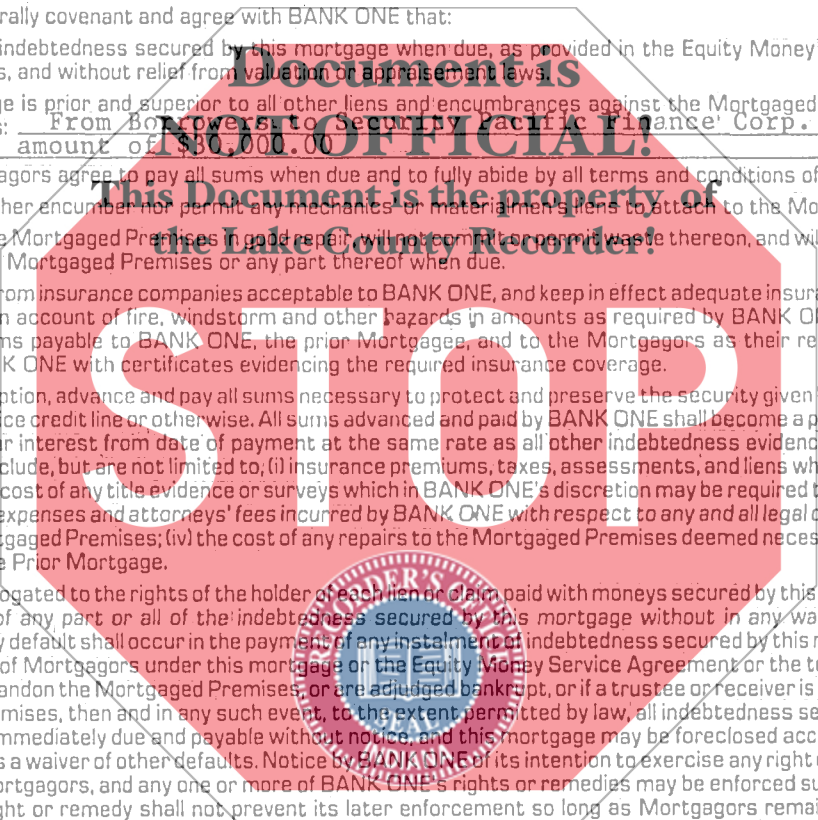 rally covenant and agree with BANK ONE that:
indebtedness secured by this mortgage when due, as provided in the Equity Money
s, and without relief from valuation or appraisement laws.
Document is
ge is prior and superior to all other liens and encumbrances against the Mortgaged
s: From Borrowers to Security Pacific Finance Corp.
NOT OFFICIAL!
amount of $30,000.00
agors agree to pay all sums when due and to fully abide by all terms and conditions of
This Document is the property of
her encumber nor permit any mechanics' or materialmen's liens to attach to the Mo
e Mortgaged Premises in good repair, will not commit or permit waste thereon, and wil
the Lake County Recorder!
Mortgaged Premises or any part thereof when due.
rom insurance companies acceptable to BANK ONE, and keep in effect adequate insura
n account of fire, windstorm and other hazards in amounts as required by BANK O
ms payable to BANK ONE, the prior Mortgagee, and to the Mortgagors as their re
K ONE with certificates evidencing the required insurance coverage.
STOP
ption, advance and pay all sums necessary to protect and preserve the security given
ice credit line or otherwise. All sums advanced and paid by BANK ONE shall become a p
r interest from date of payment at the same rate as all other indebtedness evidenc
clude, but are not limited to, (i) insurance premiums, taxes, assessments, and liens wh
cost of any title evidence or surveys which in BANK ONE's discretion may be required t
expenses and attorneys' fees incurred by BANK ONE with respect to any and all legal o
tgaged Premises; (iv) the cost of any repairs to the Mortgaged Premises deemed neces
e Prior Mortgage.
ogated to the rights of the holder of each lien or claim paid with moneys secured by this
of any part or all of the indebtedness secured by this mortgage without in any wa
y default shall occur in the payment of any instalment of indebtedness secured by this m
of Mortgagors under this mortgage or the Equity Money Service Agreement or the te
andon the Mortgaged Premises, or are adjudged bankrupt, or if a trustee or receiver is
mises, then and in any such event, to the extent permitted by law, all indebtedness se
mmediately due and payable without notice, and this mortgage may be foreclosed acc
s a waiver of other defaults. Notice by BANK ONE of its intention to exercise any right o
ortgagors, and any one or more of BANK ONE's rights or remedies may be enforced su
ght or remedy shall not prevent its later enforcement so long as Mortgagors remai
RECORDER'S OFFICE
SEAL
INDIANA